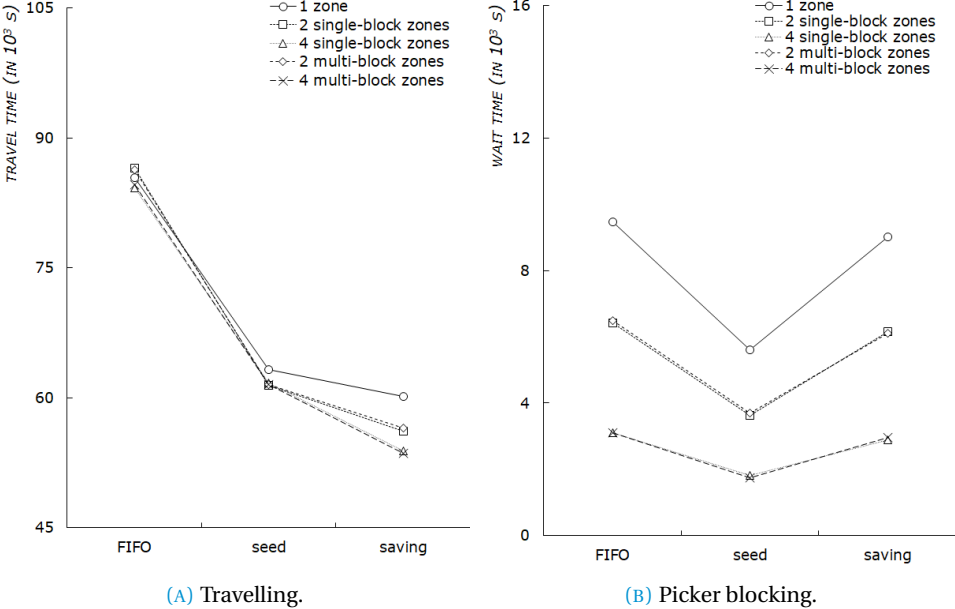 TRAVEL TIME (IN 10³ S)
105
90
75
60
45
1 zone
2 single-block zones
4 single-block zones
2 multi-block zones
4 multi-block zones
FIFO
seed
saving
(A) Travelling.
WAIT TIME (IN 10³ S)
16
12
8
4
0
1 zone
2 single-block zones
4 single-block zones
2 multi-block zones
4 multi-block zones
FIFO
seed
saving
(B) Picker blocking.